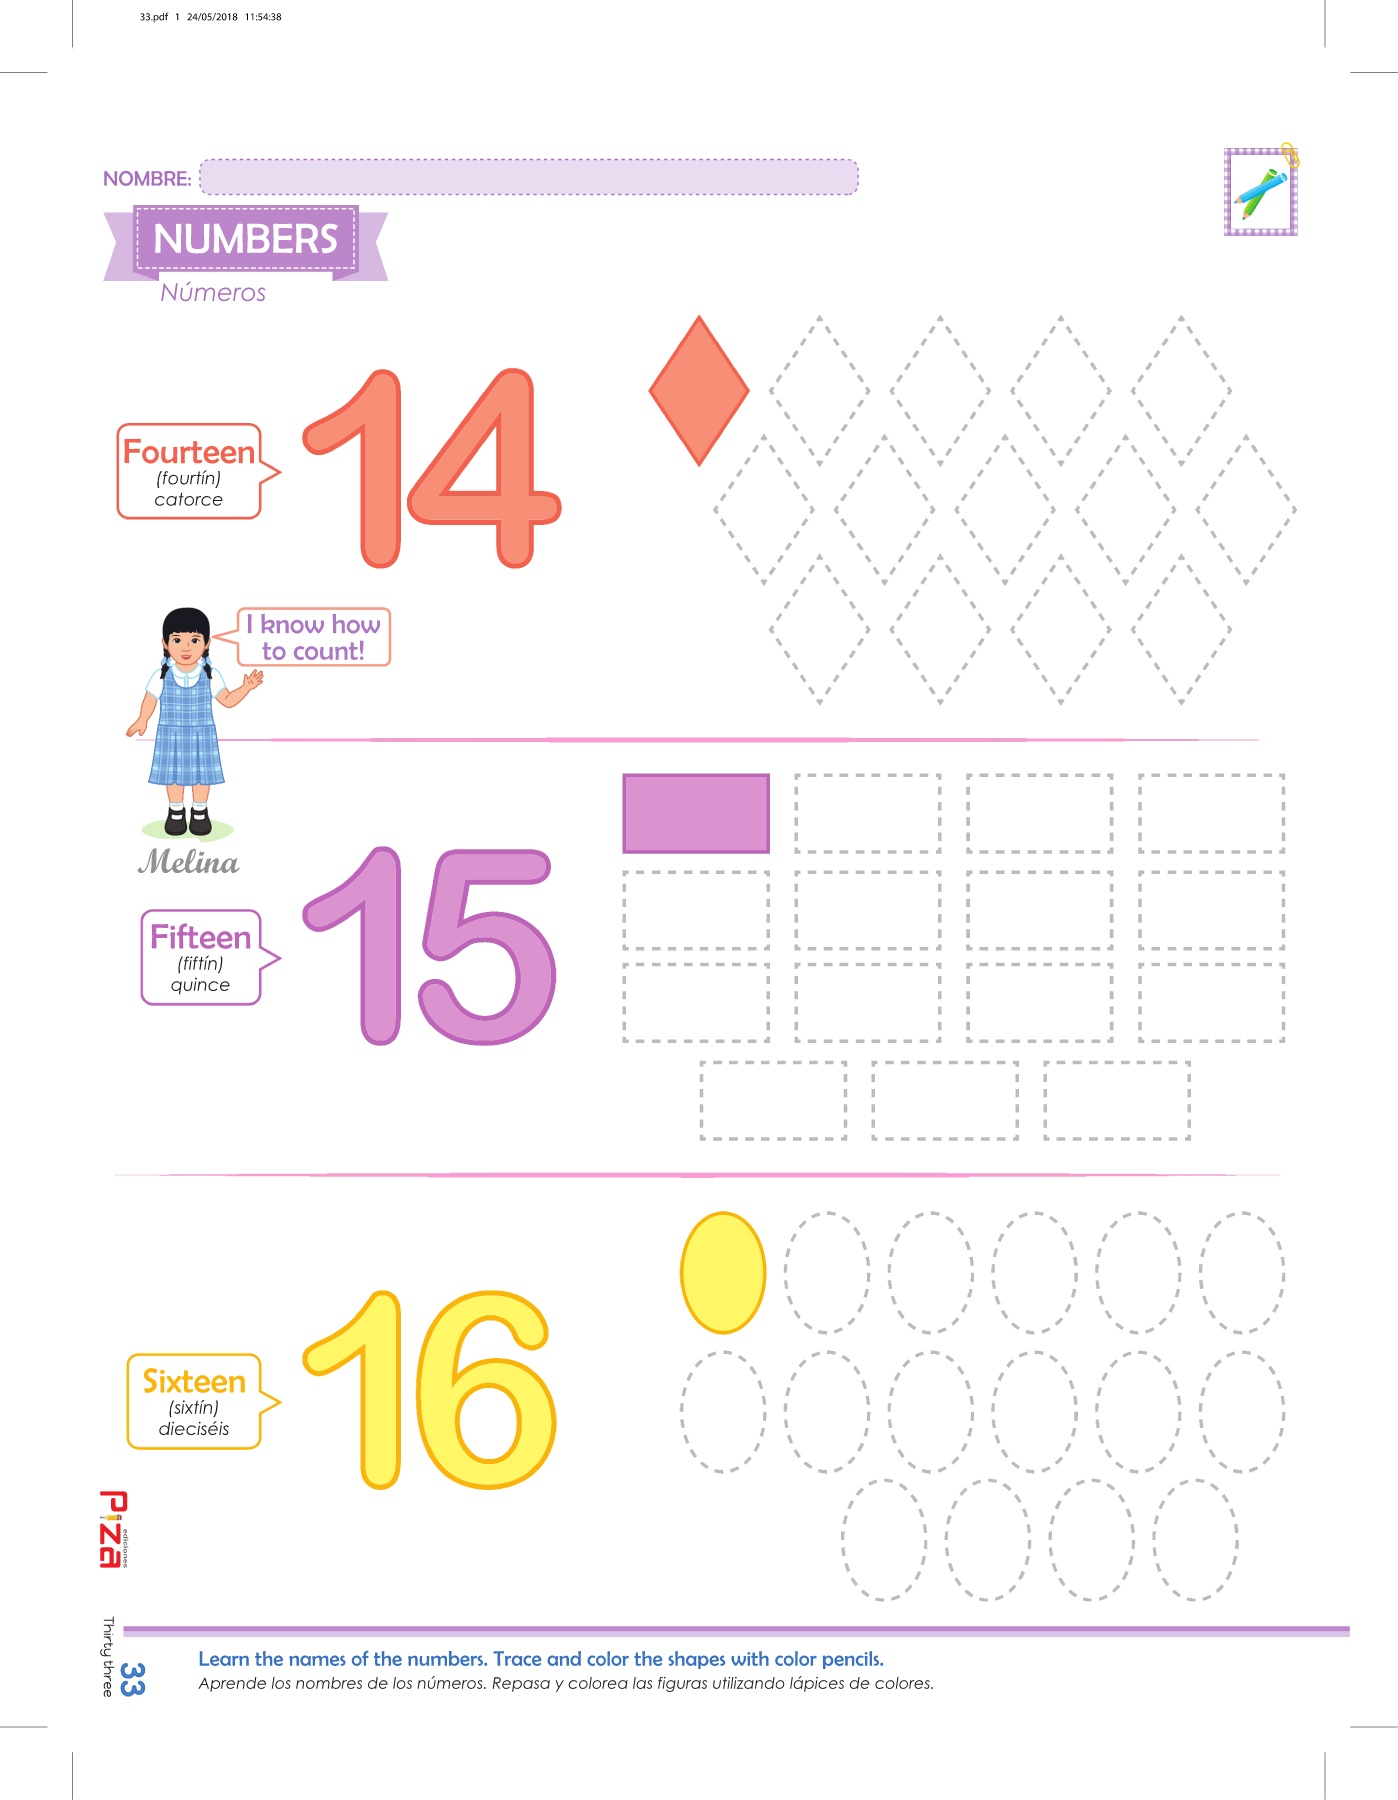 33.pdf 1 24/05/2018 11:54:38
NOMBRE:
NUMBERS
Números
14
Fourteen
(fourtín)
catorce
I know how
to count!
Melina
15
Fifteen
(fiftín)
quince
16
Sixteen
(sixtín)
dieciséis
Piza
ediciones
Thirty three
33
Learn the names of the numbers. Trace and color the shapes with color pencils.
Aprende los nombres de los números. Repasa y colorea las figuras utilizando lápices de colores.